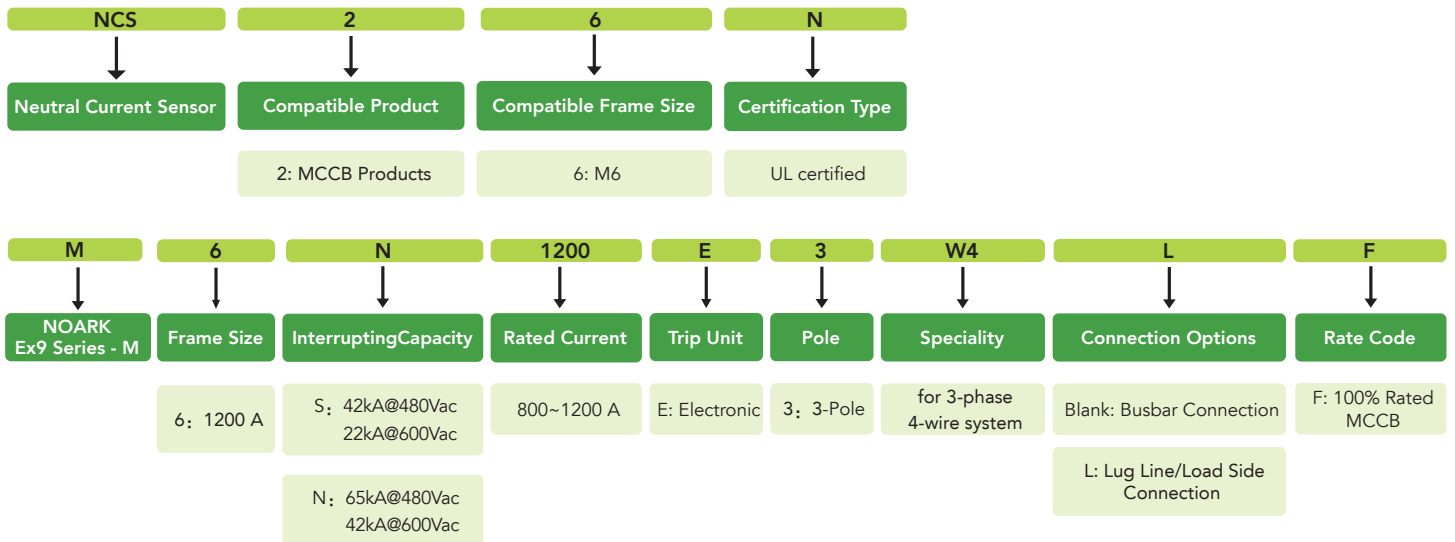 NCS 2 6 N
Neutral Current Sensor Compatible Product Compatible Frame Size Certification Type
2: MCCB Products 6: M6 UL certified
M 6 N 1200 E 3 W4 L F
NOARK
Ex9 Series - M
Frame Size InterruptingCapacity Rated Current Trip Unit Pole Speciality Connection Options Rate Code
6：1200 A
S：42kA@480Vac
22kA@600Vac
N：65kA@480Vac
42kA@600Vac
800~1200 A
E: Electronic
3：3-Pole
for 3-phase
4-wire system
Blank: Busbar Connection
L: Lug Line/Load Side
Connection
F: 100% Rated
MCCB